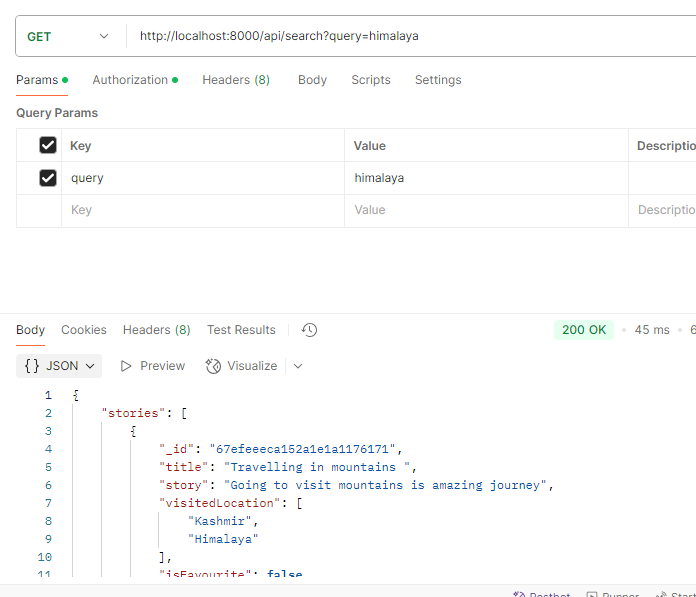 GET http://localhost:8000/api/search?query=himalaya
Params Authorization Headers (8) Body Scripts Settings
Query Params
Key Value Descriptio
query himalaya
Key Value Descriptio
Body Cookies Headers (8) Test Results 200 OK 45 ms 6
{} JSON Preview Visualize
1 {
2 "stories": [
3 {
4 "_id": "67efeeeca152a1e1a1176171",
5 "title": "Travelling in mountains ",
6 "story": "Going to visit mountains is amazing journey",
7 "visitedLocation": [
8 "Kashmir",
9 "Himalaya"
10 ],
11 "isFavourite": false
Postbot Runner Start